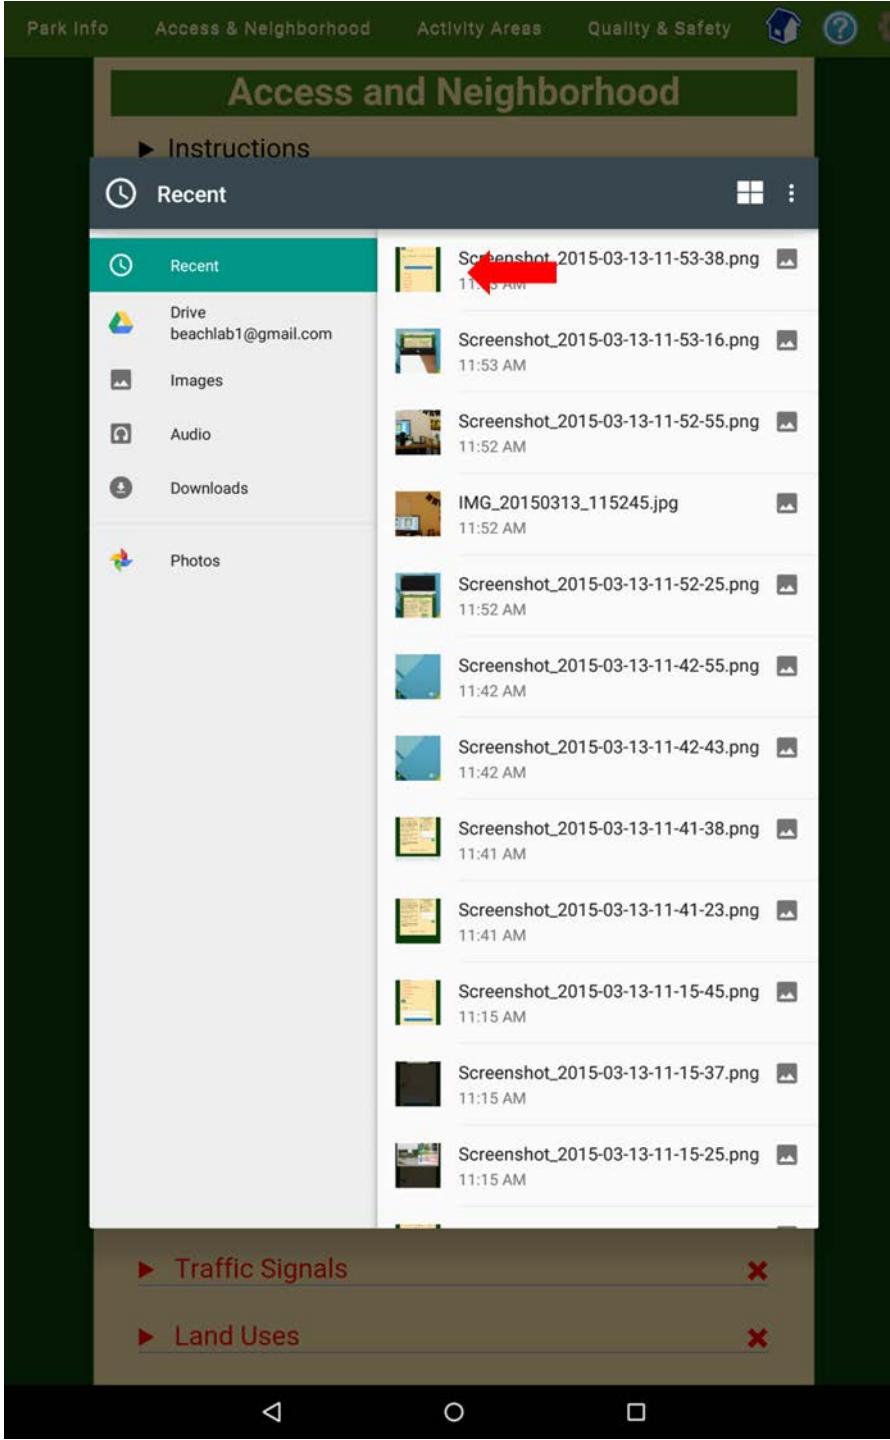 Park Info Access & Neighborhood Activity Areas Quality & Safety
Access and Neighborhood
Instructions
Recent
Recent
Drive
beachlab1@gmail.com
Images
Audio
Downloads
Photos
Screenshot_2015-03-13-11-53-38.png
AM
Screenshot_2015-03-13-11-53-16.png
11:53 AM
Screenshot_2015-03-13-11-52-55.png
11:52 AM
IMG_20150313_115245.jpg
11:52 AM
Screenshot_2015-03-13-11-52-25.png
11:52 AM
Screenshot_2015-03-13-11-42-55.png
11:42 AM
Screenshot_2015-03-13-11-42-43.png
11:42 AM
Screenshot_2015-03-13-11-41-38.png
11:41 AM
Screenshot_2015-03-13-11-41-23.png
11:41 AM
Screenshot_2015-03-13-11-15-45.png
11:15 AM
Screenshot_2015-03-13-11-15-37.png
11:15 AM
Screenshot_2015-03-13-11-15-25.png
11:15 AM
Traffic Signals
Land Uses